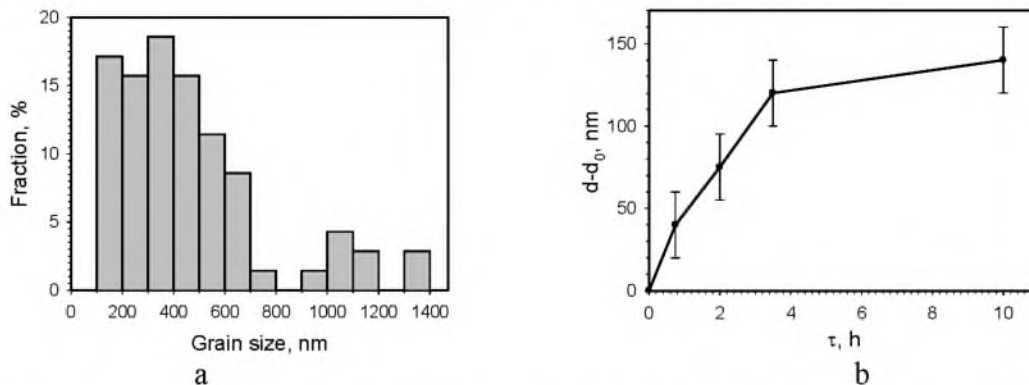 20
15
10
5
0
Fraction, %
0 200 400 600 800 1000 1200 1400
Grain size, nm
a
150
100
50
0
d-d₀, nm
0 2 4 6 8 10
τ, h
b